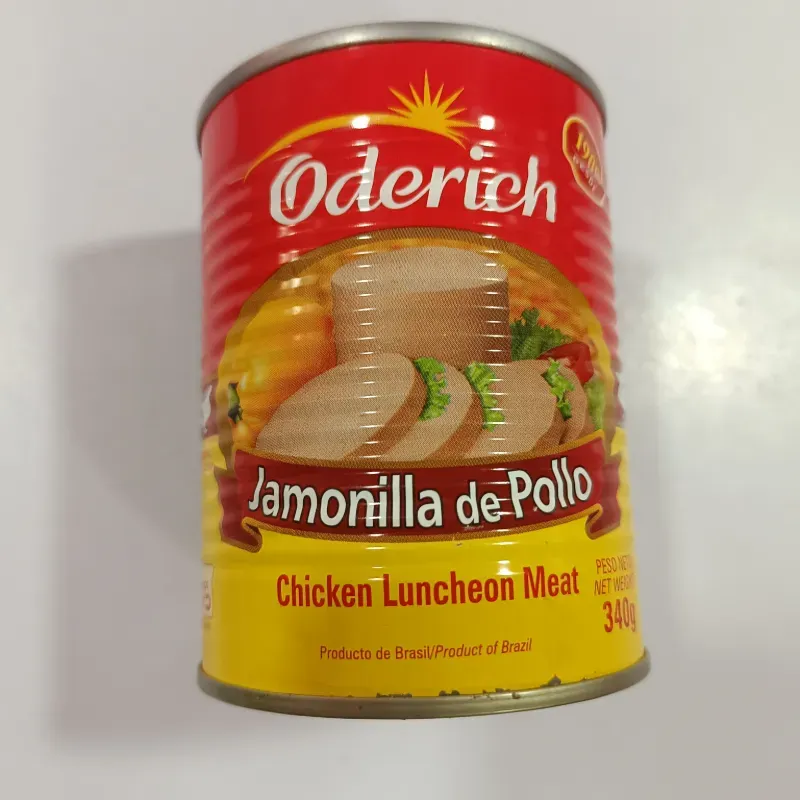 Oderich
Jamonilla de Pollo
Chicken Luncheon Meat
PESO NETO
NET WEIGHT
340g
Producto de Brasil/Product of Brazil